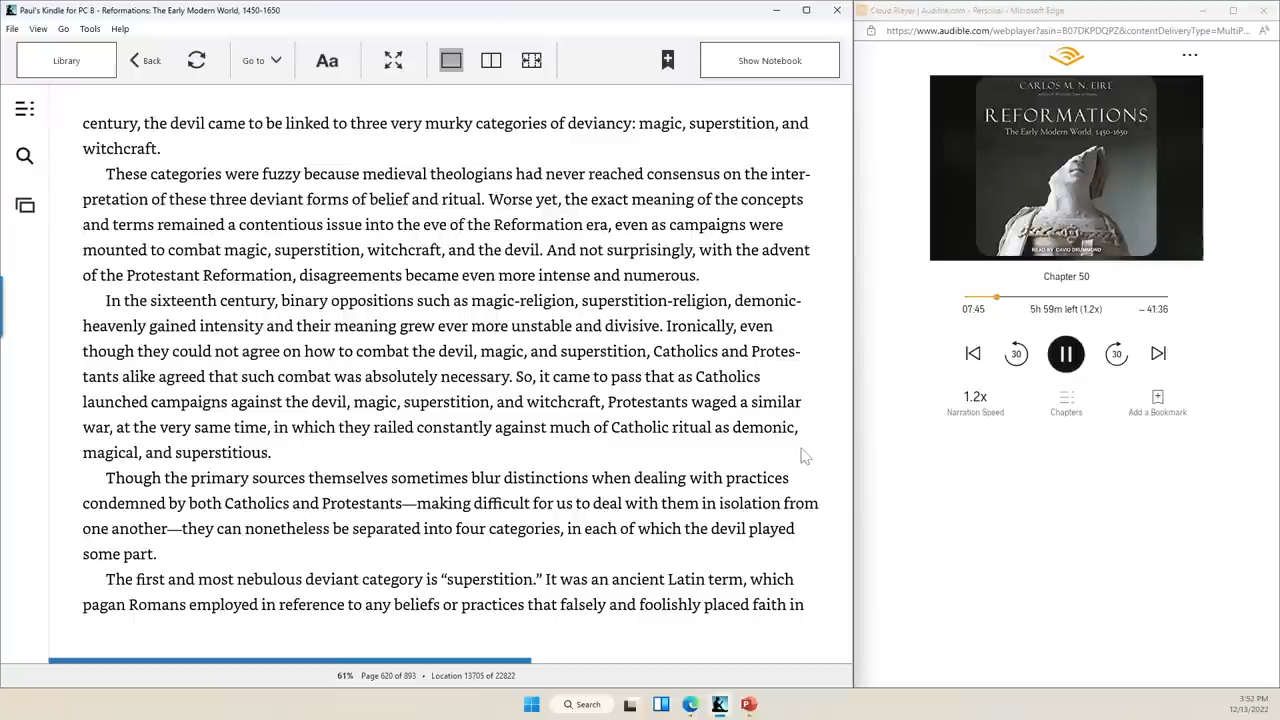 Paul's Kindle for PC 8 - Reformations: The Early Modern World, 1450-1650
File View Go Tools Help
Library
Back
Go to
Aa
Show Notebook
century, the devil came to be linked to three very murky categories of deviancy: magic, superstition, and
witchcraft.
These categories were fuzzy because medieval theologians had never reached consensus on the inter-
pretation of these three deviant forms of belief and ritual. Worse yet, the exact meaning of the concepts
and terms remained a contentious issue into the eve of the Reformation era, even as campaigns were
mounted to combat magic, superstition, witchcraft, and the devil. And not surprisingly, with the advent
of the Protestant Reformation, disagreements became even more intense and numerous.
In the sixteenth century, binary oppositions such as magic-religion, superstition-religion, demonic-
heavenly gained intensity and their meaning grew ever more unstable and divisive. Ironically, even
though they could not agree on how to combat the devil, magic, and superstition, Catholics and Protes-
tants alike agreed that such combat was absolutely necessary. So, it came to pass that as Catholics
launched campaigns against the devil, magic, superstition, and witchcraft, Protestants waged a similar
war, at the very same time, in which they railed constantly against much of Catholic ritual as demonic,
magical, and superstitious.
Though the primary sources themselves sometimes blur distinctions when dealing with practices
condemned by both Catholics and Protestants—making difficult for us to deal with them in isolation from
one another—they can nonetheless be separated into four categories, in each of which the devil played
some part.
The first and most nebulous deviant category is “superstition.” It was an ancient Latin term, which
pagan Romans employed in reference to any beliefs or practices that falsely and foolishly placed faith in
61% Page 620 of 893 • Location 13705 of 22822
Cloud Player | Audible.com - Personal - Microsoft Edge
https://www.audible.com/webplayer?asin=B07DKPDQPZ&contentDeliveryType=MultiP...
CARLOS M. N. EIRE
REFORMATIONS
The Early Modern World, 1450-1650
READ BY DAVID DRUMMOND
Chapter 50
07:45 5h 59m left (1.2x) – 41:36
30 30
1.2x
Narration Speed Chapters Add a Bookmark
Search
3:52 PM
12/13/2022